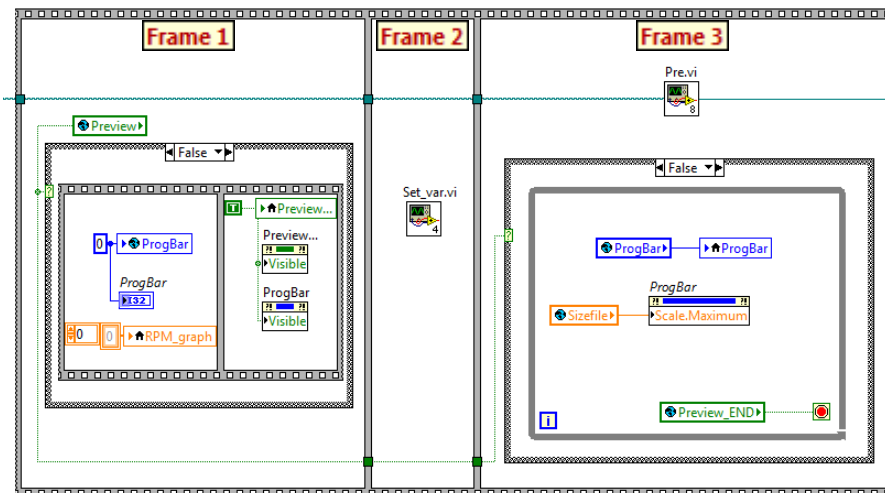 Frame 1
Frame 2
Frame 3
Pre.vi
8
Preview
False
?
T
Preview...
0
ProgBar
Preview...
Visible
ProgBar
I32
ProgBar
Visible
0
0
RPM_graph
Set_var.vi
4
False
?
ProgBar
ProgBar
ProgBar
Sizefile
Scale.Maximum
Preview_END
i